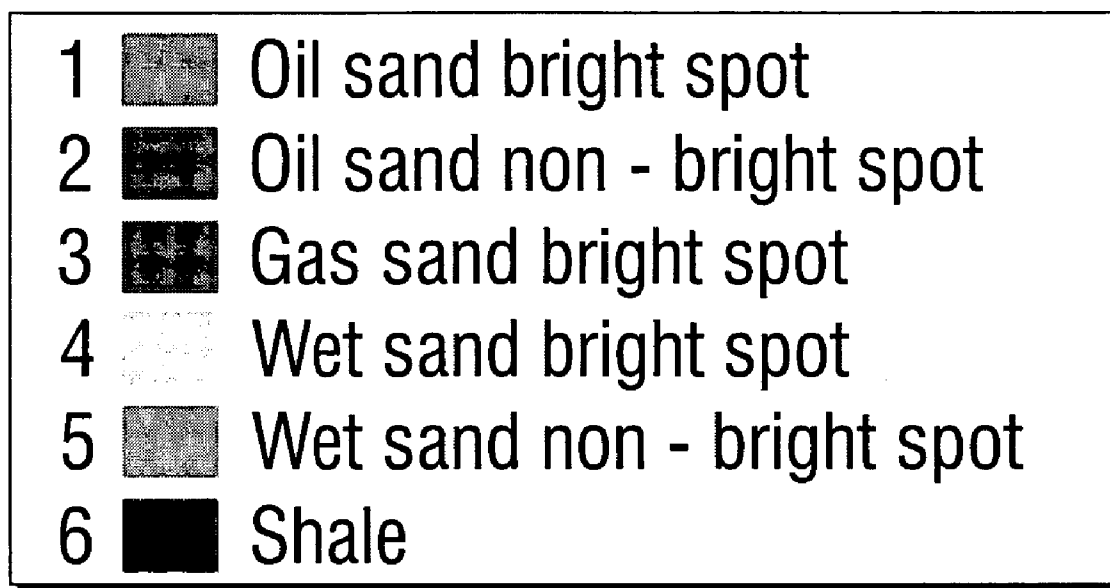 1 Oil sand bright spot
2 Oil sand non - bright spot
3 Gas sand bright spot
4 Wet sand bright spot
5 Wet sand non - bright spot
6 Shale